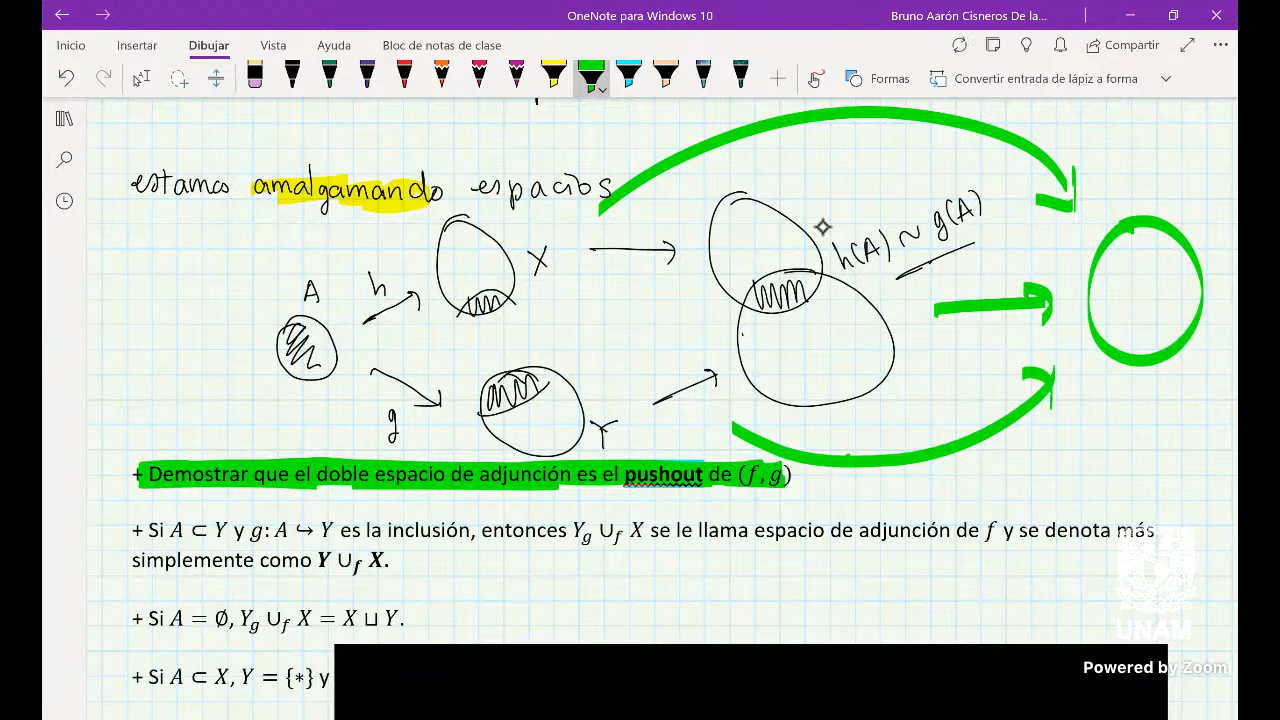 OneNote para Windows 10
Bruno Aarón Cisneros De la...
Inicio Insertar Dibujar Vista Ayuda Bloc de notas de clase Compartir
Formas Convertir entrada de lápiz a forma
estamos amalgamando espacios
h(A) ~ g(A)
X
h
A
g
Y
+ Demostrar que el doble espacio de adjunción es el pushout de (f, g)
+ Si A ⊂ Y y g: A ↪ Y es la inclusión, entonces Y_g ∪_f X se le llama espacio de adjunción de f y se denota más
simplemente como Y ∪_f X.
+ Si A = ∅, Y_g ∪_f X = X ⊔ Y.
UNAM
Powered by Zoom
+ Si A ⊂ X, Y = {*} y